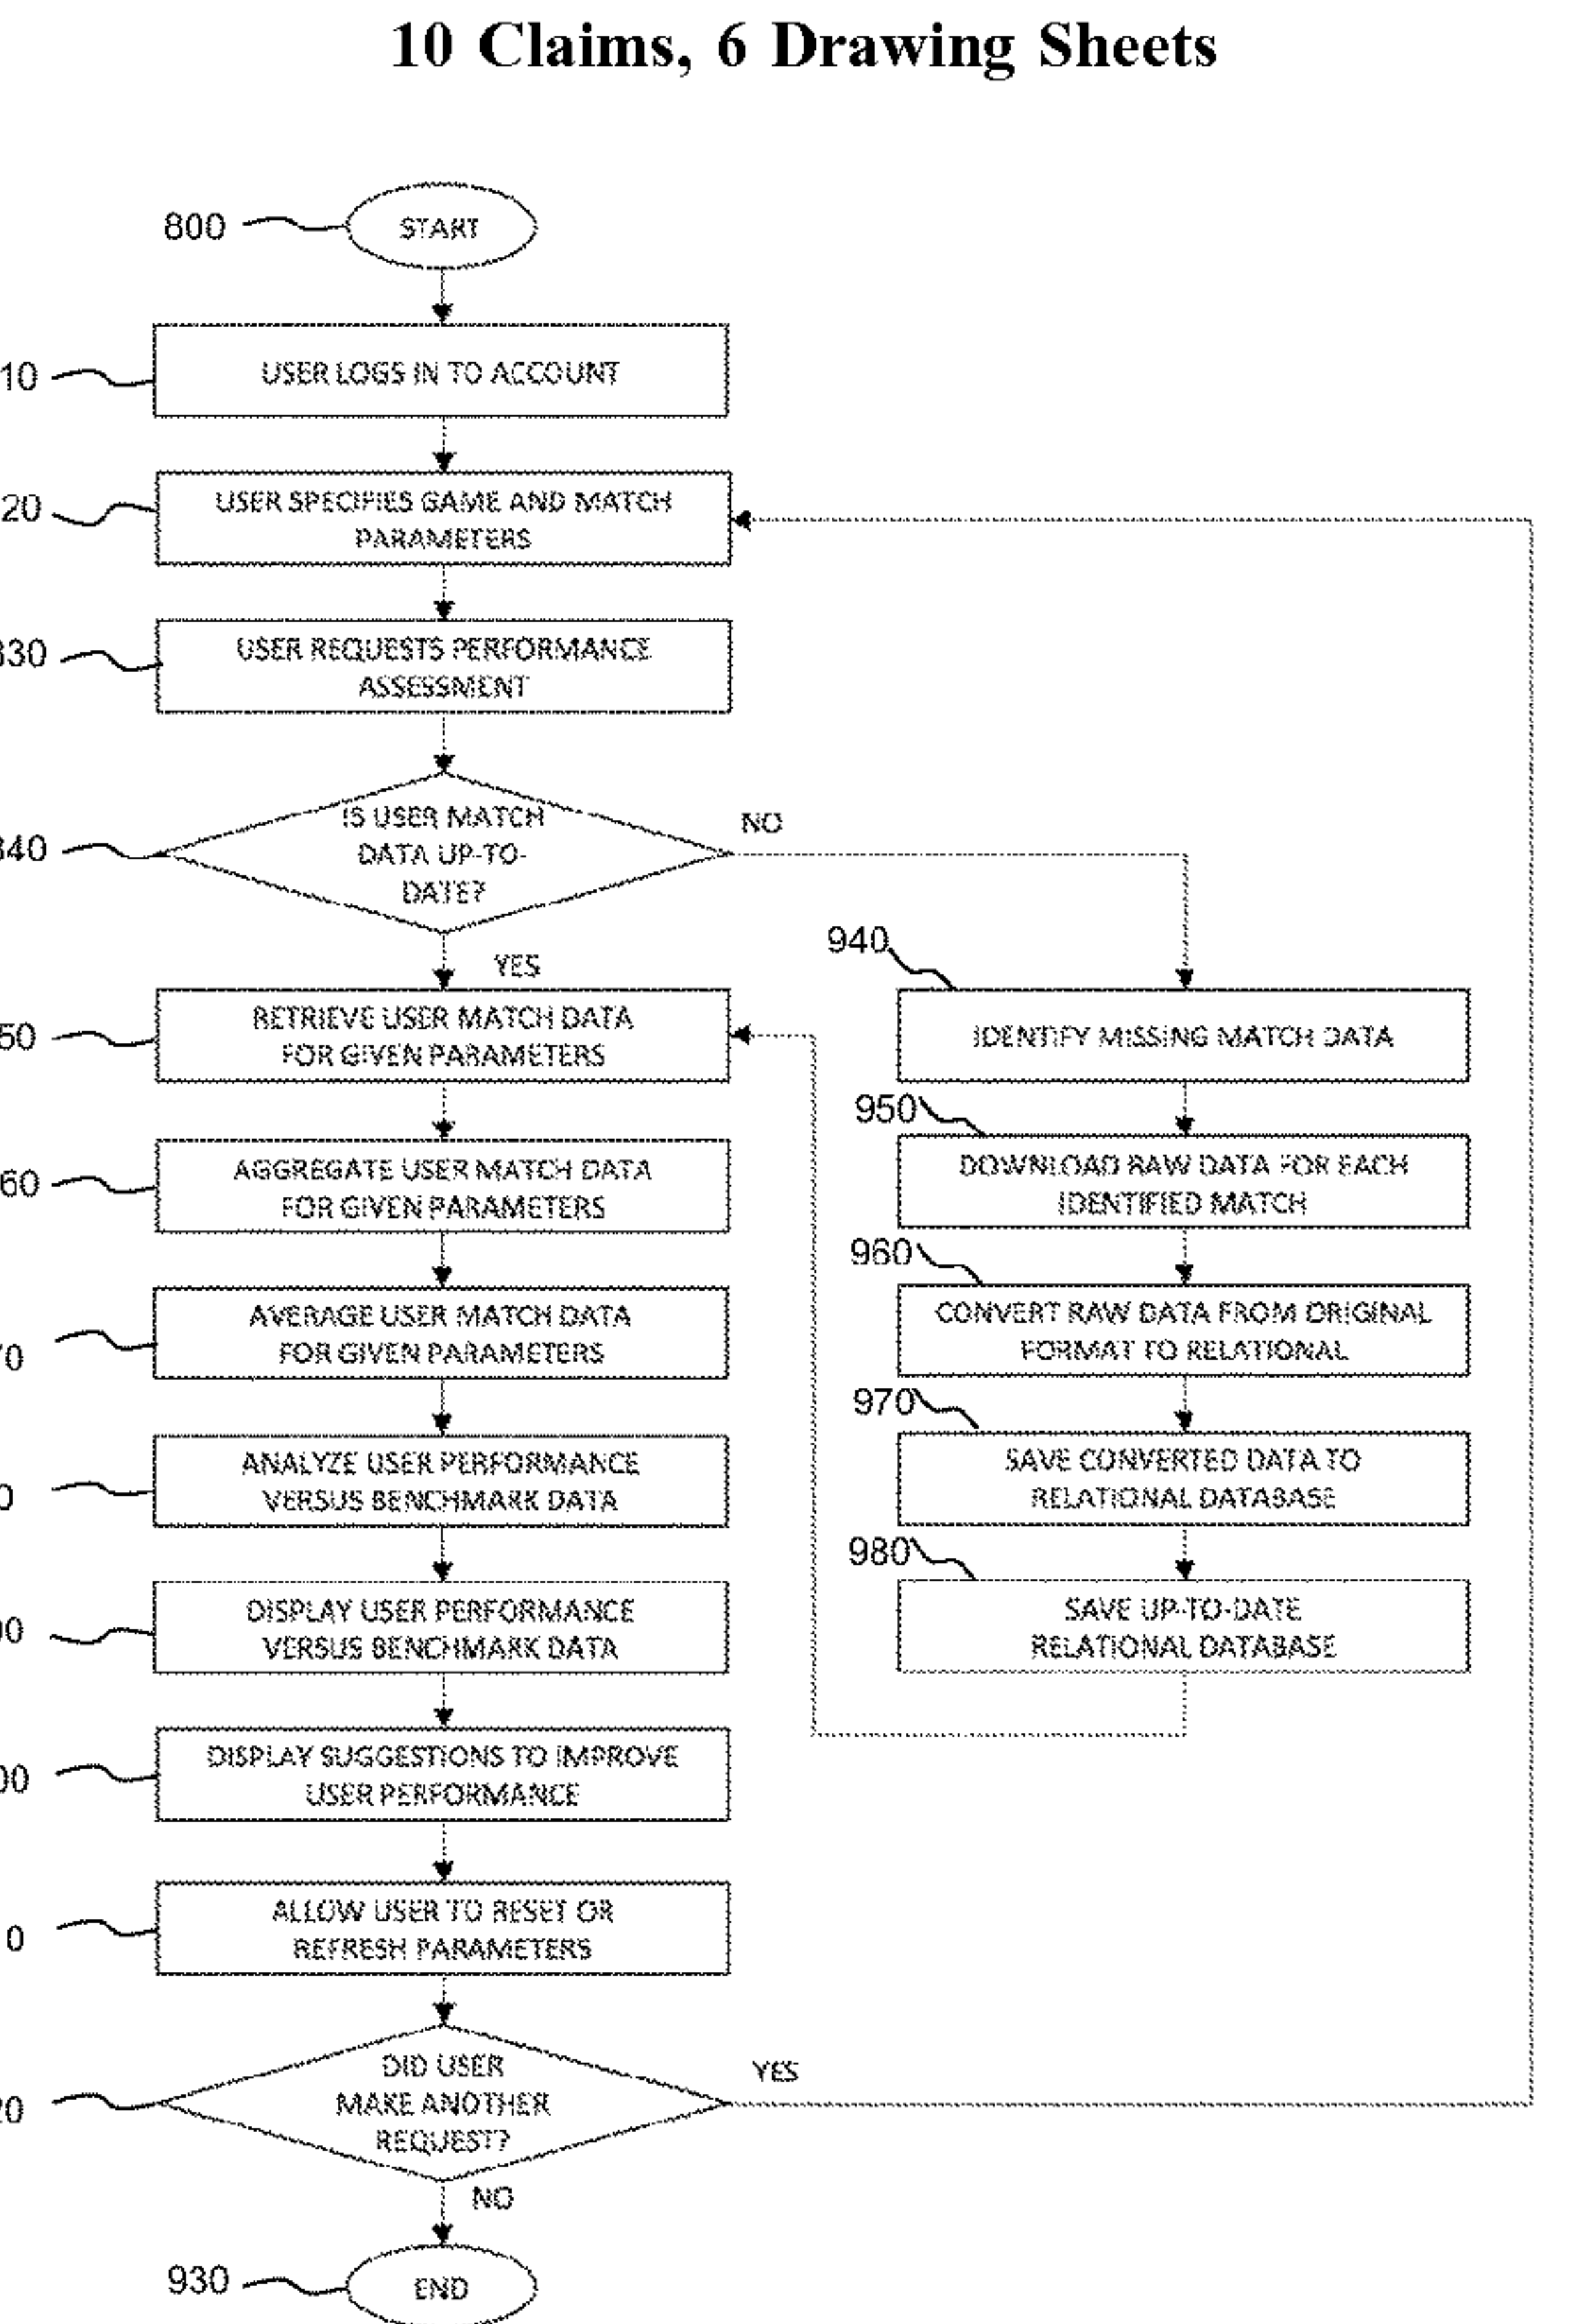 10 Claims, 6 Drawing Sheets
800
START
10
USER LOGS IN TO ACCOUNT
20
USER SPECIFIES GAME AND MATCH
PARAMETERS
330
USER REQUESTS PERFORMANCE
ASSESSMENT
340
IS USER MATCH
DATA UP-TO-
DATE?
NO
YES
50
RETRIEVE USER MATCH DATA
FOR GIVEN PARAMETERS
60
AGGREGATE USER MATCH DATA
FOR GIVEN PARAMETERS
70
AVERAGE USER MATCH DATA
FOR GIVEN PARAMETERS
0
ANALYZE USER PERFORMANCE
VERSUS BENCHMARK DATA
00
DISPLAY USER PERFORMANCE
VERSUS BENCHMARK DATA
00
DISPLAY SUGGESTIONS TO IMPROVE
USER PERFORMANCE
10
ALLOW USER TO RESET OR
REFRESH PARAMETERS
20
DID USER
MAKE ANOTHER
REQUEST?
YES
NO
930
END
940
IDENTIFY MISSING MATCH DATA
950
DOWNLOAD RAW DATA FOR EACH
IDENTIFIED MATCH
960
CONVERT RAW DATA FROM ORIGINAL
FORMAT TO RELATIONAL
970
SAVE CONVERTED DATA TO
RELATIONAL DATABASE
980
SAVE UP-TO-DATE
RELATIONAL DATABASE